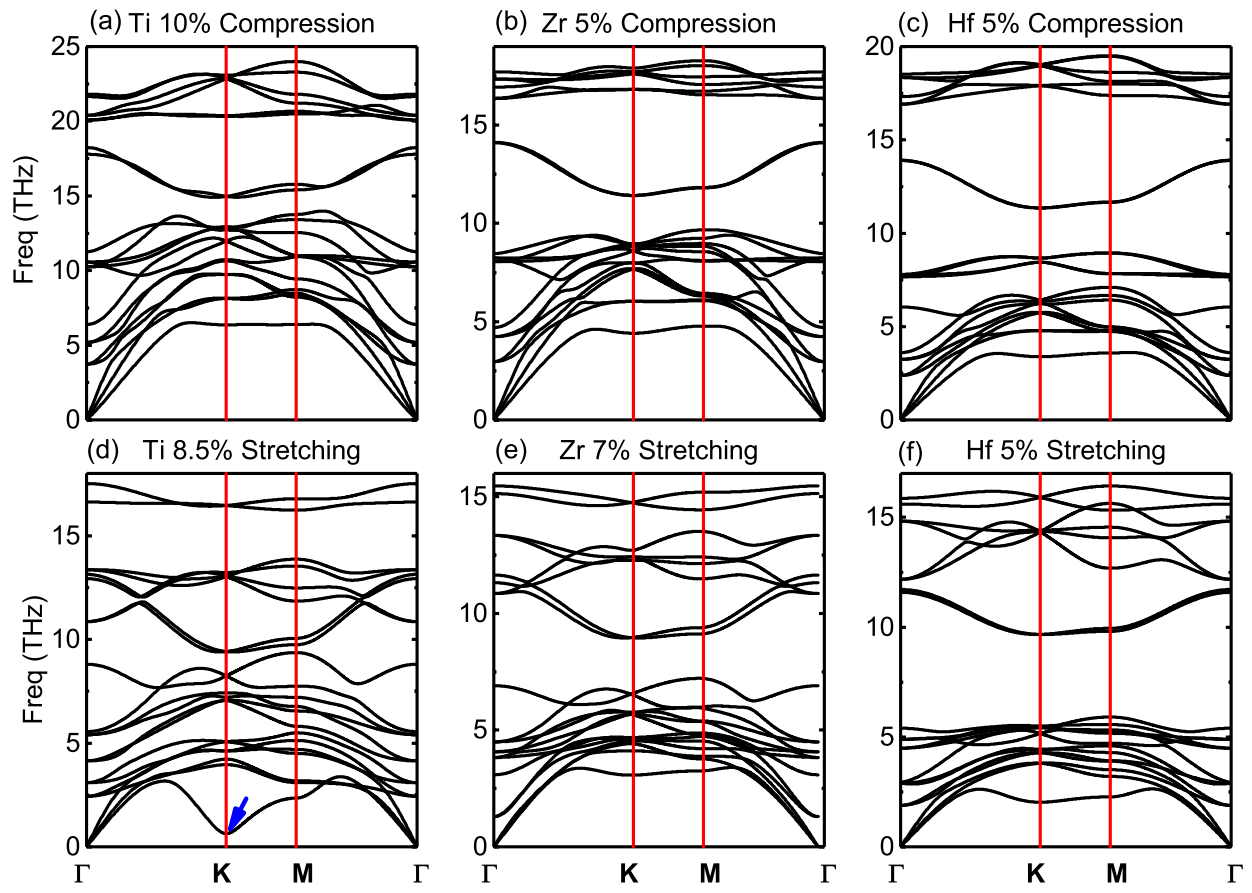 (a) Ti 10% Compression
(b) Zr 5% Compression
(c) Hf 5% Compression
25
20
15
10
5
0
Freq (THz)
15
10
5
0
20
15
10
5
0
(d) Ti 8.5% Stretching
(e) Zr 7% Stretching
(f) Hf 5% Stretching
15
10
5
0
Freq (THz)
15
10
5
0
15
10
5
0
Γ K M Γ
Γ K M Γ
Γ K M Γ